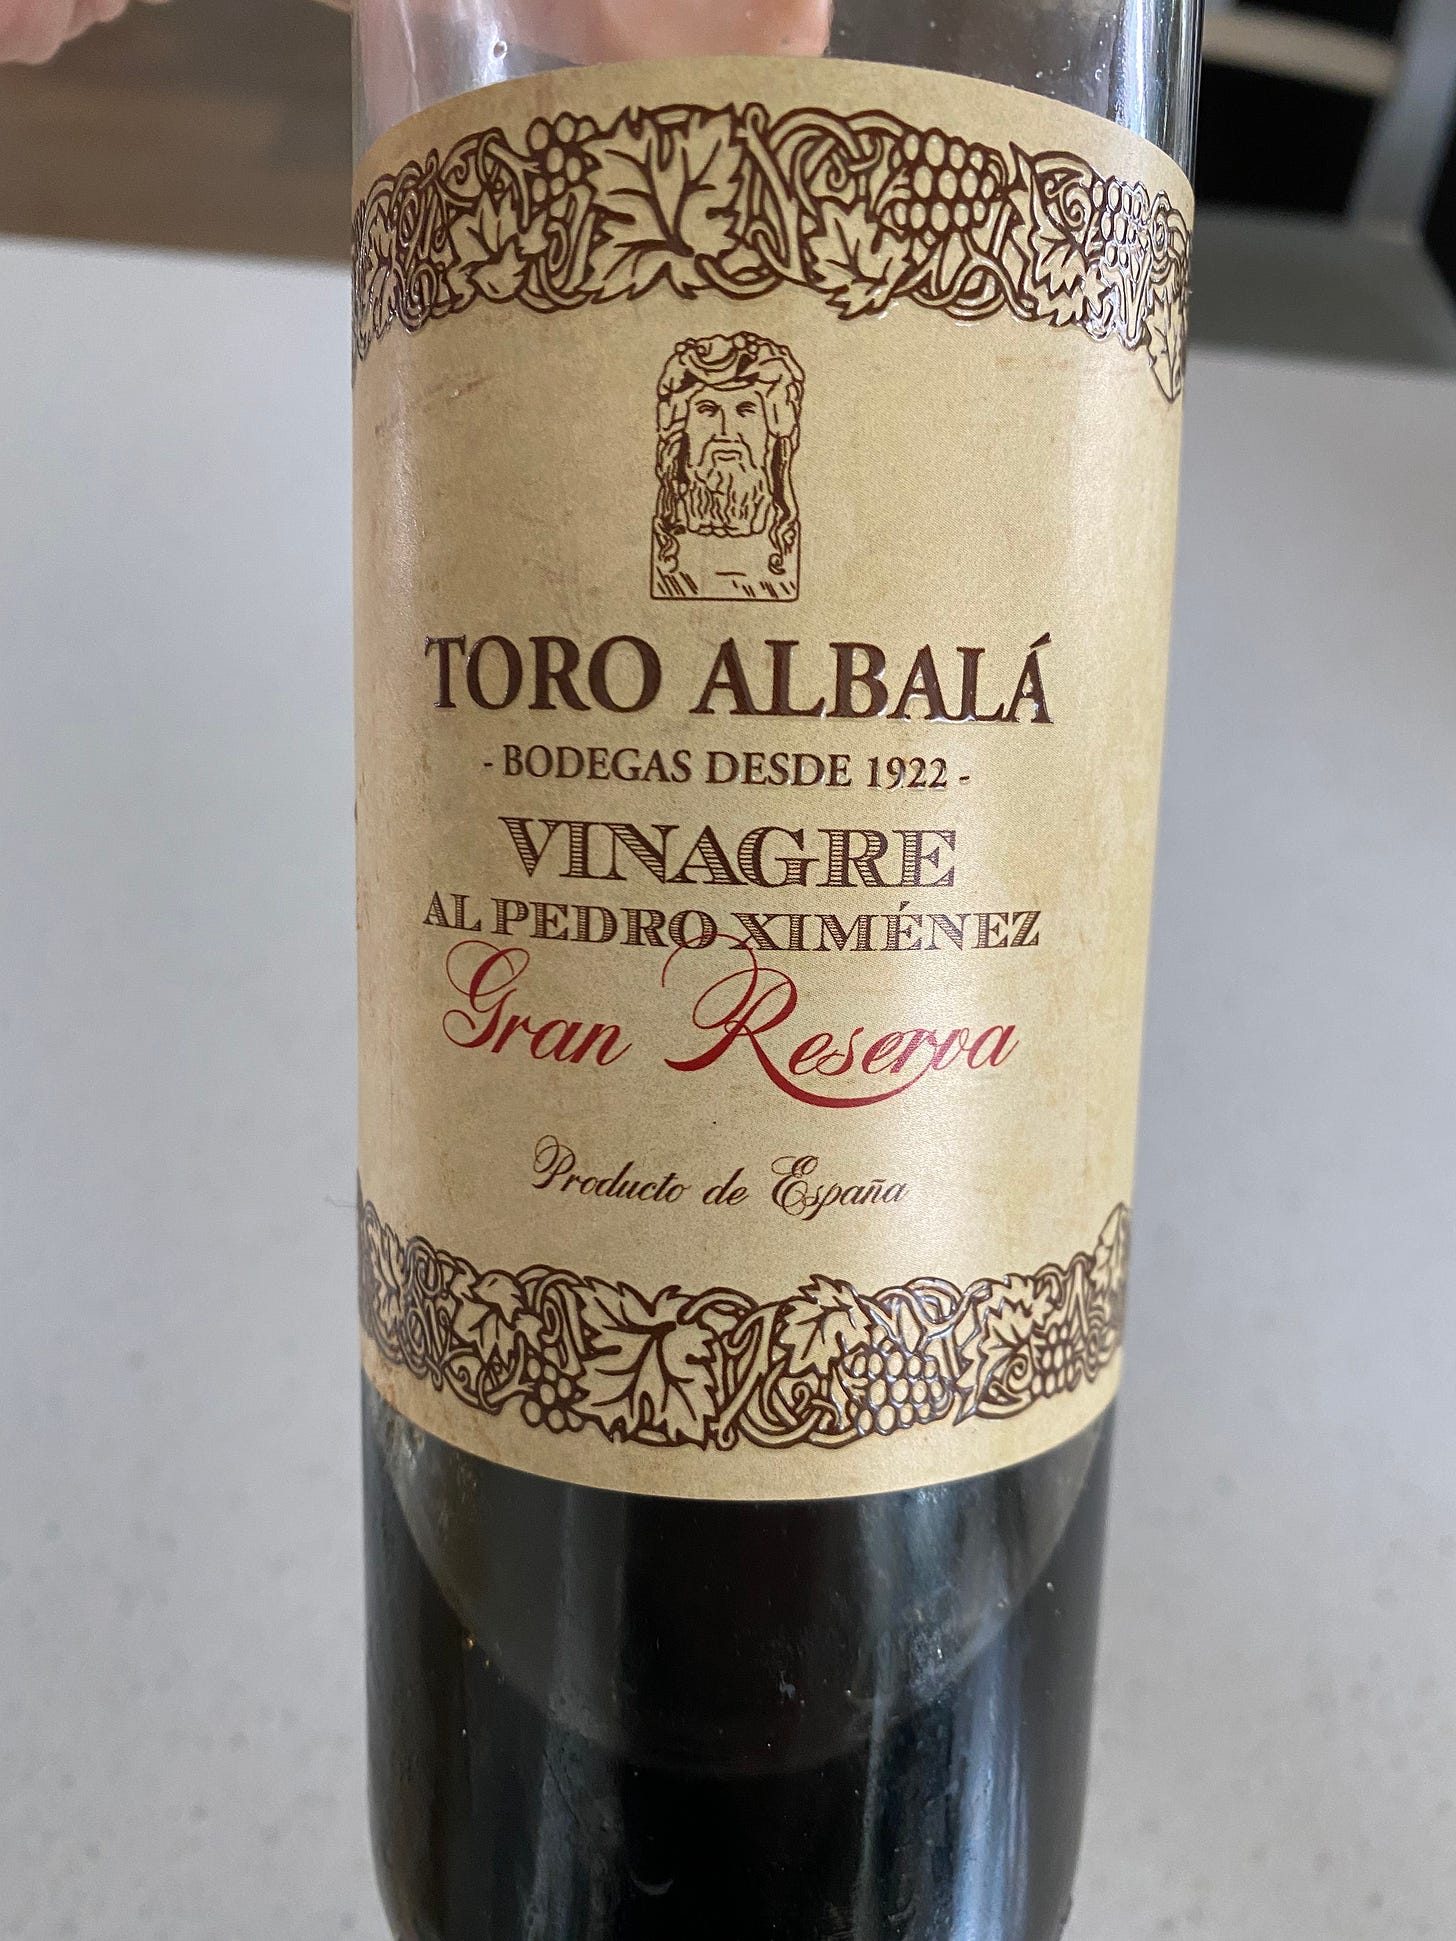 TORO ALBALÁ
- BODEGAS DESDE 1922 -
VINAGRE
AL PEDRO XIMÉNEZ
Gran Reserva
Producto de España